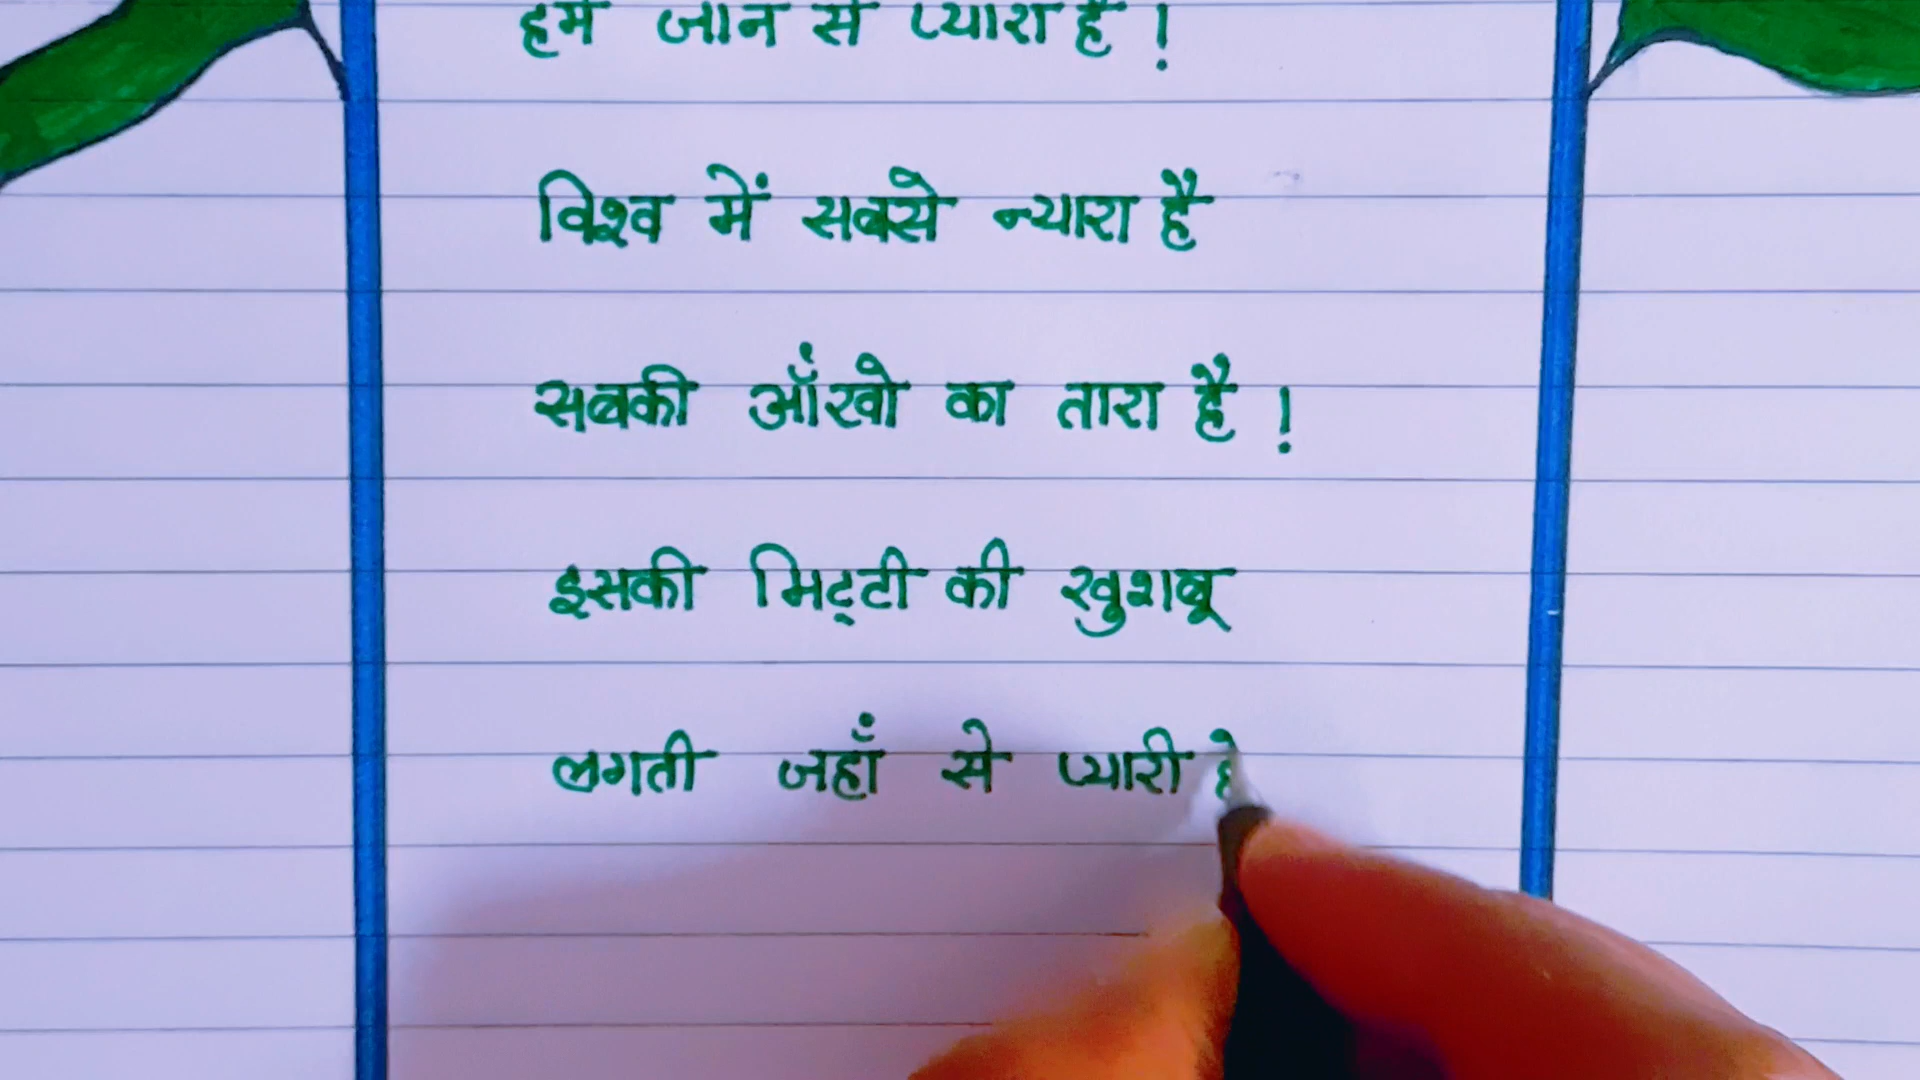 हमे जान से प्यारा है !
विश्व में सबसे न्यारा है
सबकी आँखो का तारा है !
इसकी मिट्टी की खुशबू
लगती जहाँ से प्यारी है